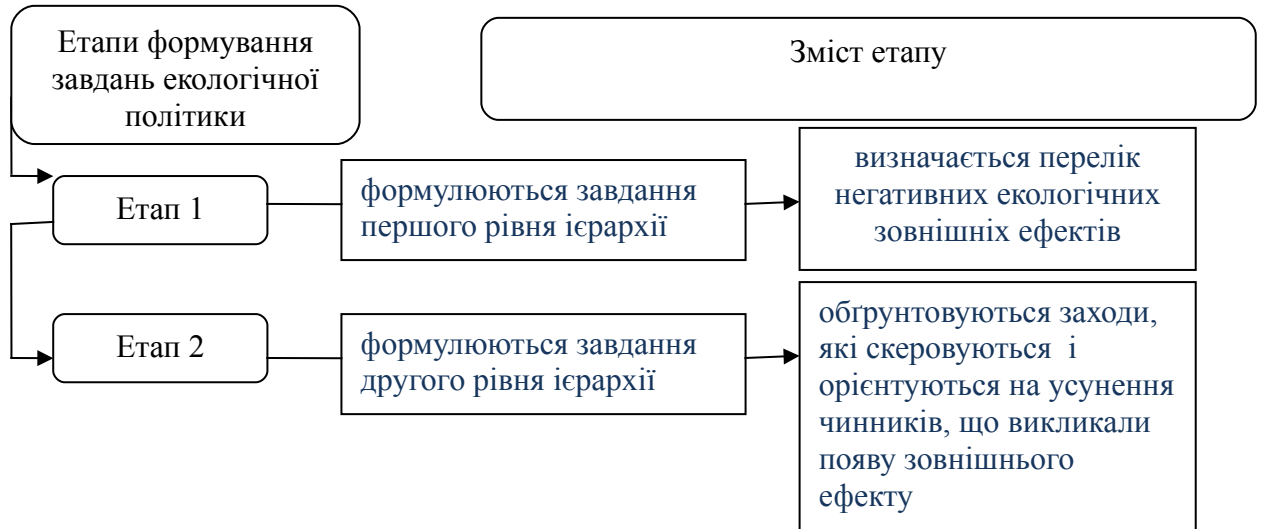 Етапи формування
завдань екологічної
політики
Зміст етапу
Етап 1
формулюються завдання
першого рівня ієрархії
визначається перелік
негативних екологічних
зовнішніх ефектів
Етап 2
формулюються завдання
другого рівня ієрархії
обґрунтовуються заходи,
які скеровуються і
орієнтуються на усунення
чинників, що викликали
появу зовнішнього
ефекту